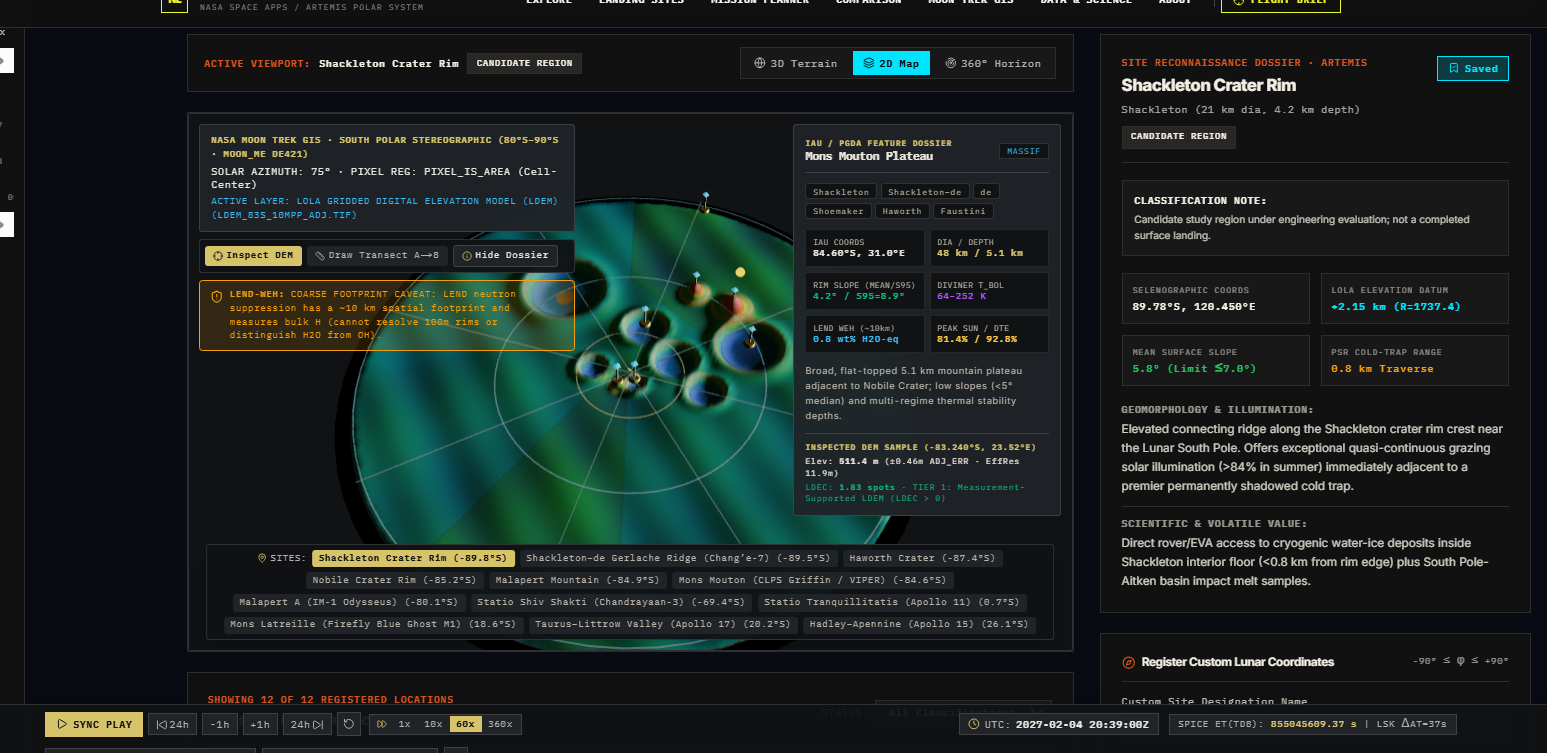 NASA SPACE APPS / ARTEMIS POLAR SYSTEM
EXPLORE LANDING SITES MISSION PLANNER COMPARISON MOON TREK GIS DATA & SCIENCE ABOUT FLIGHT BRIEF
ACTIVE VIEWPORT: Shackleton Crater Rim CANDIDATE REGION
3D Terrain 2D Map 360° Horizon
NASA MOON TREK GIS · SOUTH POLAR STEREOGRAPHIC (80°S-90°S
· MOON_ME DE421)
SOLAR AZIMUTH: 75° · PIXEL REG: PIXEL_IS_AREA (Cell-
Center)
ACTIVE LAYER: LOLA GRIDDED DIGITAL ELEVATION MODEL (LDEM)
(LDEM_83S_10MPP_ADJ.TIF)
Inspect DEM Draw Transect A→B Hide Dossier
LEND-WEH: COARSE FOOTPRINT CAVEAT: LEND neutron
suppression has a ~10 km spatial footprint and
measures bulk H (cannot resolve 100m rims or
distinguish H2O from OH).
IAU / PGDA FEATURE DOSSIER
Mons Mouton Plateau
MASSIF
Shackleton Shackleton-de de
Shoemaker Haworth Faustini
IAU COORDS
84.60°S, 31.0°E
DIA / DEPTH
48 km / 5.1 km
RIM SLOPE (MEAN/S95)
4.2° / S95=8.9°
DIVINER T_BOL
64-252 K
LEND WEH (~10km)
0.8 wt% H2O-eq
PEAK SUN / DTE
81.4% / 92.8%
Broad, flat-topped 5.1 km mountain plateau
adjacent to Nobile Crater; low slopes (<5°
median) and multi-regime thermal stability
depths.
INSPECTED DEM SAMPLE (-83.240°S, 23.52°E)
Elev: 511.4 m (±0.46m ADJ_ERR · EffRes
11.9m)
LDEC: 1.83 spots · TIER 1: Measurement-
Supported LDEM (LDEC > 0)
SITES: Shackleton Crater Rim (-89.8°S) Shackleton-de Gerlache Ridge (Chang'e-7) (-89.5°S) Haworth Crater (-87.4°S)
Nobile Crater Rim (-85.2°S) Malapert Mountain (-84.9°S) Mons Mouton (CLPS Griffin / VIPER) (-84.6°S)
Malapert A (IM-1 Odysseus) (-80.1°S) Statio Shiv Shakti (Chandrayaan-3) (-69.4°S) Statio Tranquillitatis (Apollo 11) (0.7°S)
Mons Latreille (Firefly Blue Ghost M1) (18.6°S) Taurus-Littrow Valley (Apollo 17) (20.2°S) Hadley-Apennine (Apollo 15) (26.1°S)
SHOWING 12 OF 12 REGISTERED LOCATIONS
SITE RECONNAISSANCE DOSSIER · ARTEMIS
Shackleton Crater Rim
Saved
Shackleton (21 km dia, 4.2 km depth)
CANDIDATE REGION
CLASSIFICATION NOTE:
Candidate study region under engineering evaluation; not a completed
surface landing.
SELENOGRAPHIC COORDS
89.78°S, 120.450°E
LOLA ELEVATION DATUM
+2.15 km (R=1737.4)
MEAN SURFACE SLOPE
5.8° (Limit ≤7.0°)
PSR COLD-TRAP RANGE
0.8 km Traverse
GEOMORPHOLOGY & ILLUMINATION:
Elevated connecting ridge along the Shackleton crater rim crest near
the Lunar South Pole. Offers exceptional quasi-continuous grazing
solar illumination (>84% in summer) immediately adjacent to a
premier permanently shadowed cold trap.
SCIENTIFIC & VOLATILE VALUE:
Direct rover/EVA access to cryogenic water-ice deposits inside
Shackleton interior floor (<0.8 km from rim edge) plus South Pole-
Aitken basin impact melt samples.
Register Custom Lunar Coordinates
-90° ≤ φ ≤ +90°
Custom Site Designation Name
SYNC PLAY 24h -1h +1h 24h 1x 10x 60x 360x
UTC: 2027-02-04 20:39:00Z
SPICE ET(TDB): 855045609.37 s | LSK ΔAT=37s